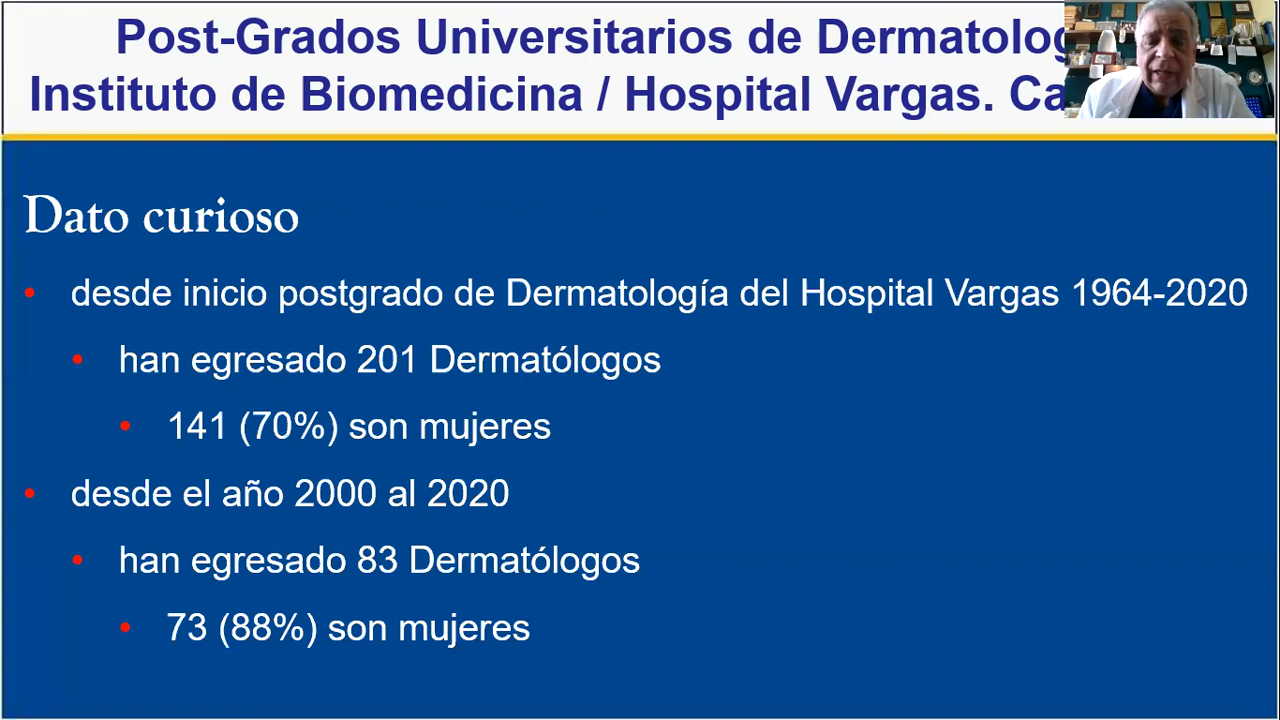 Post-Grados Universitarios de
Instituto de Biomedicina / Hospital Vargas.
Dato curioso
• desde inicio postgrado de Dermatología del Hospital Vargas 1964-2020
• han egresado 201 Dermatólogos
• 141 (70%) son mujeres
• desde el año 2000 al 2020
• han egresado 83 Dermatólogos
• 73 (88%) son mujeres